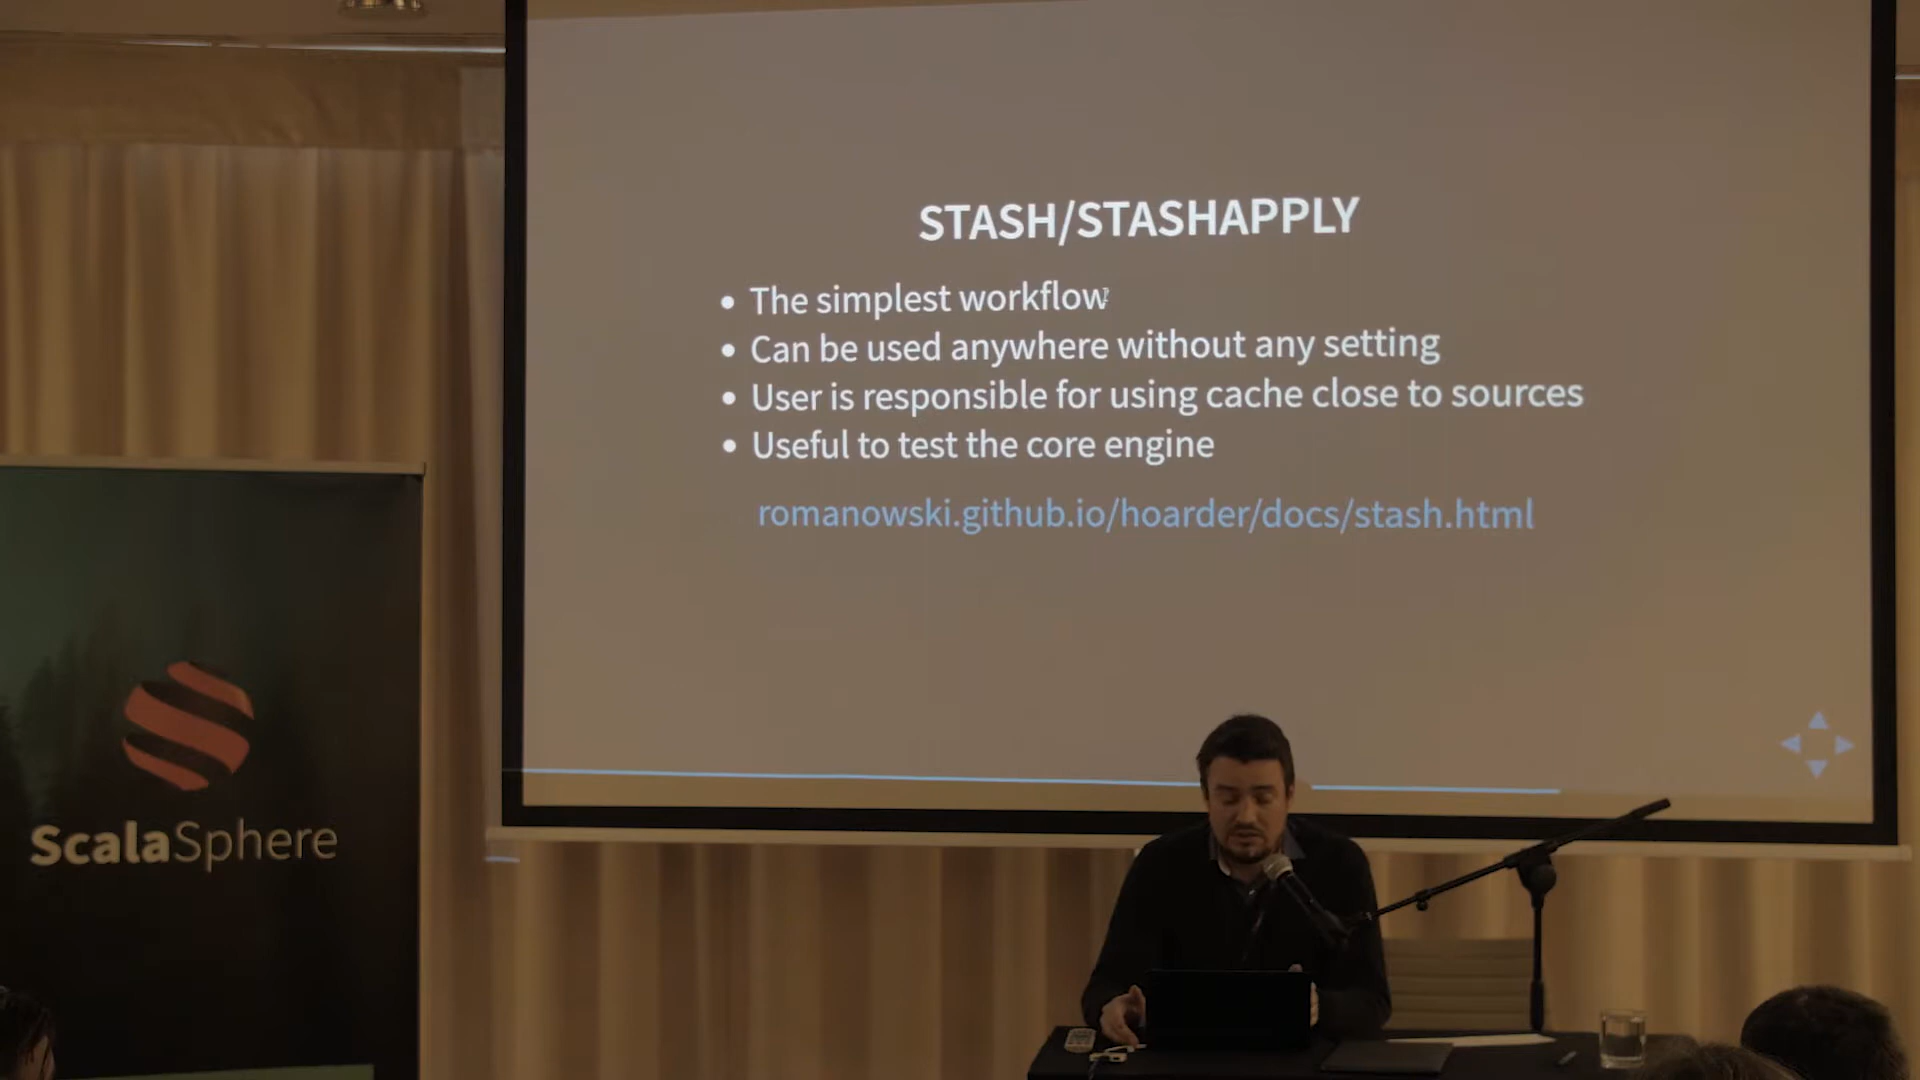 STASH/STASHAPPLY
• The simplest workflow
• Can be used anywhere without any setting
• User is responsible for using cache close to sources
• Useful to test the core engine
romanowski.github.io/hoarder/docs/stash.html
ScalaSphere